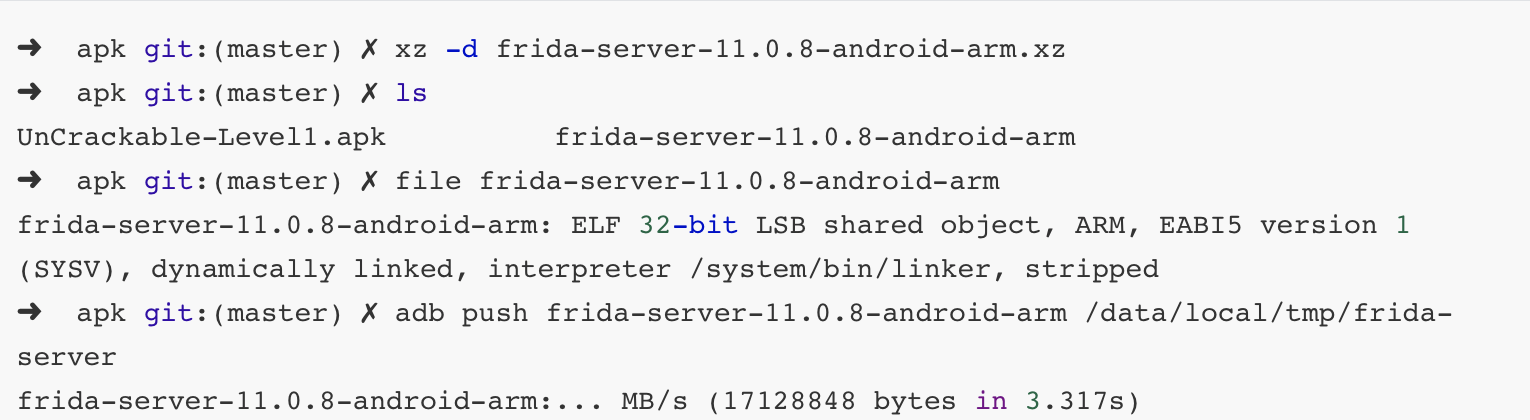 ➜  apk git:(master) ✗ xz -d frida-server-11.0.8-android-arm.xz
➜  apk git:(master) ✗ ls
UnCrackable-Level1.apk          frida-server-11.0.8-android-arm
➜  apk git:(master) ✗ file frida-server-11.0.8-android-arm
frida-server-11.0.8-android-arm: ELF 32-bit LSB shared object, ARM, EABI5 version 1
(SYSV), dynamically linked, interpreter /system/bin/linker, stripped
➜  apk git:(master) ✗ adb push frida-server-11.0.8-android-arm /data/local/tmp/frida-
server
frida-server-11.0.8-android-arm:... MB/s (17128848 bytes in 3.317s)